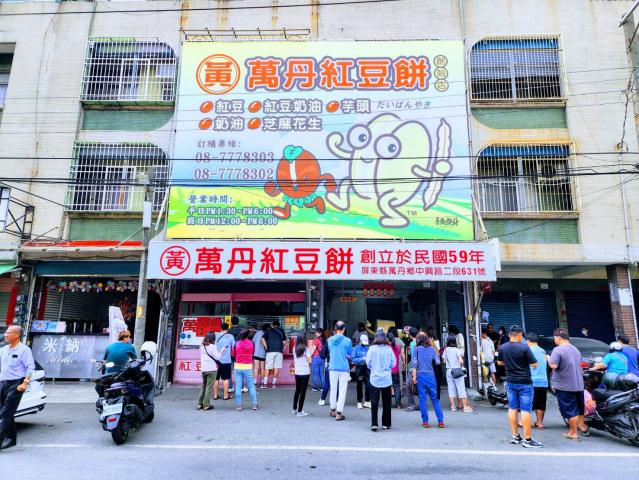 黃 萬丹紅豆餅
紅豆 紅豆奶油 芋頭 だいばんやき
奶油 芝麻花生
訂購專線:
08-7778303
08-7778302
營業時間:
平日PM1:30~PM6:00
假日PM12:00~PM6:00
TM
黃 萬丹紅豆餅 創立於民國59年
屏東縣萬丹鄉中興路二段631號
米納
紅豆